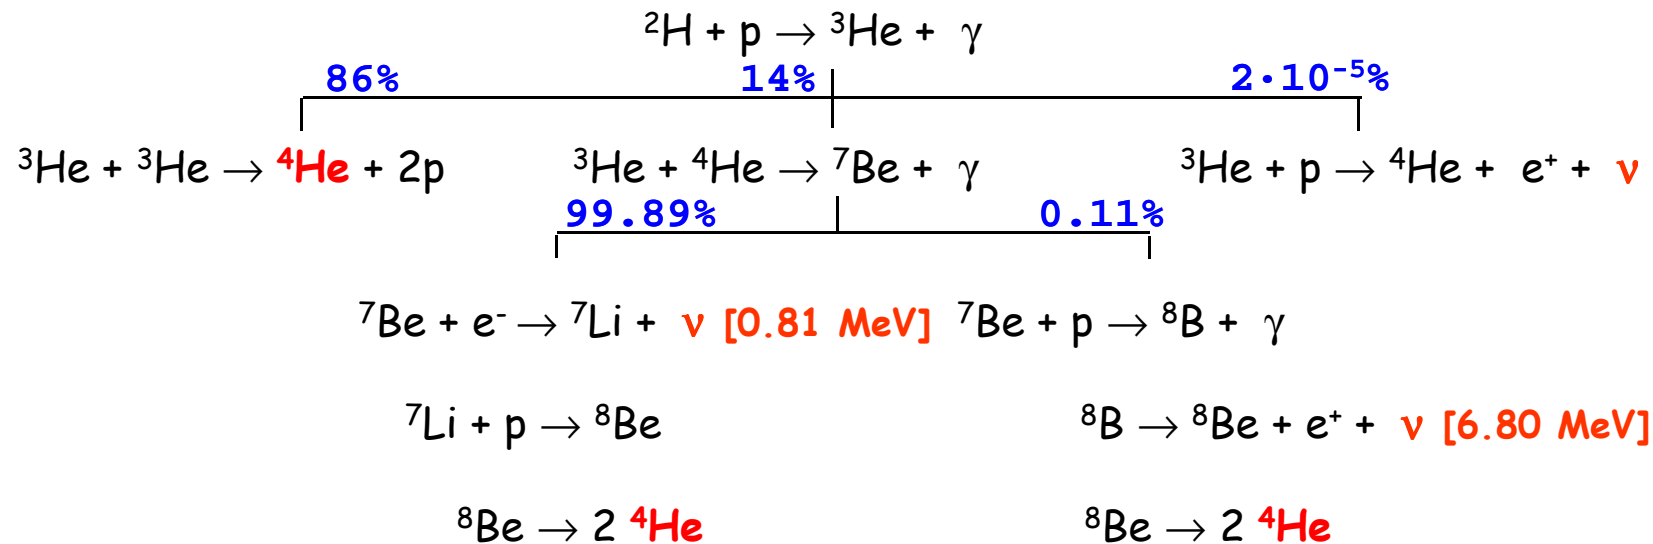 ²H + p → ³He + γ
86% 14% 2·10⁻⁵%
³He + ³He → ⁴He + 2p ³He + ⁴He → ⁷Be + γ ³He + p → ⁴He + e⁺ + ν
99.89% 0.11%
⁷Be + e⁻ → ⁷Li + ν [0.81 MeV] ⁷Be + p → ⁸B + γ
⁷Li + p → ⁸Be ⁸B → ⁸Be + e⁺ + ν [6.80 MeV]
⁸Be → 2 ⁴He ⁸Be → 2 ⁴He